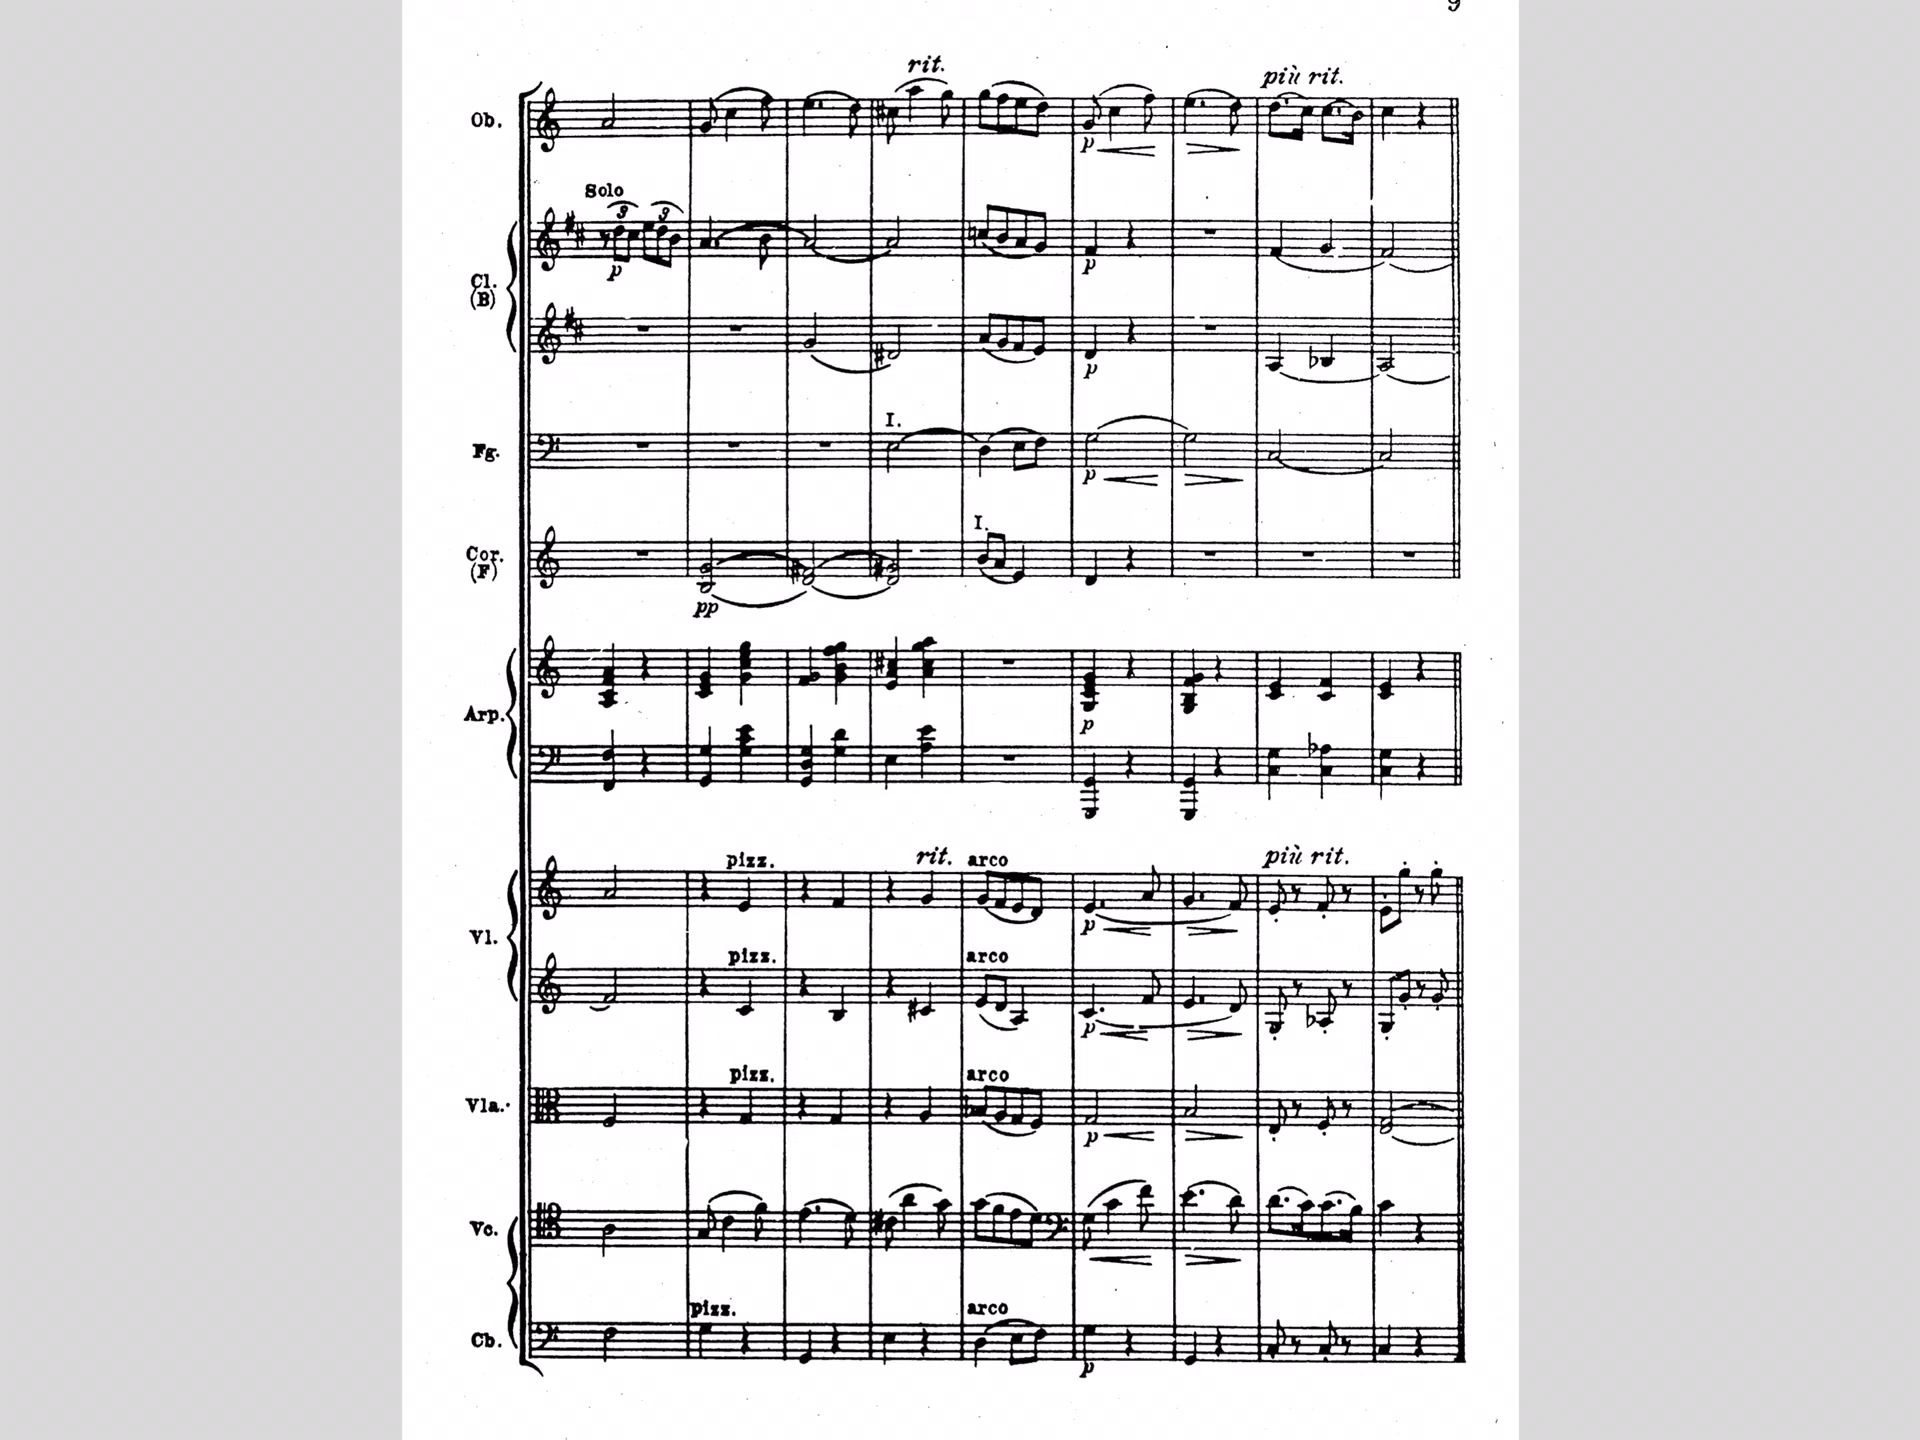 9
rit.
più rit.
Ob.
p
Solo
3 3
Cl.
(B)
p
p
p
I.
Fg.
p
I.
Cor.
(F)
pp
Arp.
p
pizz. rit. arco più rit.
Vl.
p
pizz. arco
p
pizz. arco
Vla.
p
Vc.
pizz. arco
Cb.
p